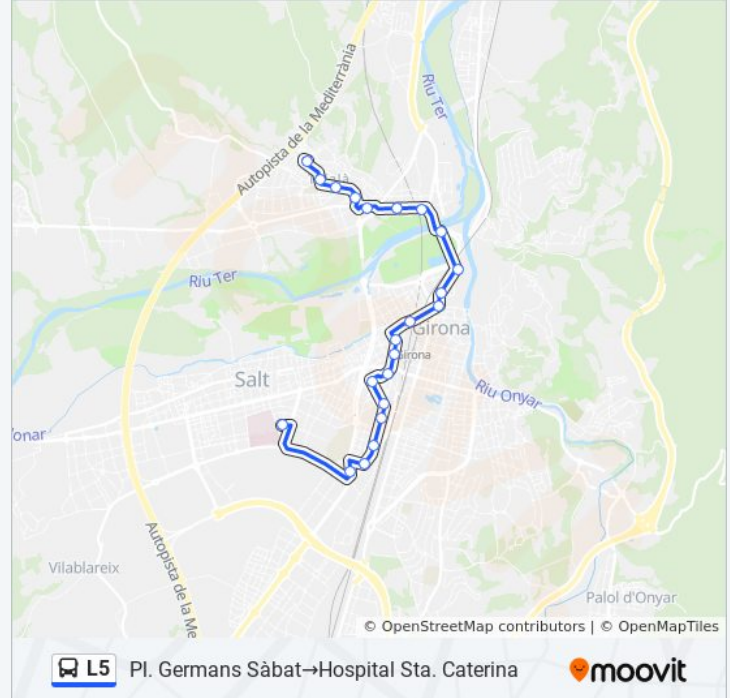 Autopista de la Mediterrània
Riu Ter
Riu Ter
Girona
Girona
Salt
Riu Onyar
Autopista de la Me
Vilablareix
Palol d'Onyar
© OpenStreetMap contributors | © OpenMapTiles
L5 Pl. Germans Sàbat→Hospital Sta. Caterina
moovit